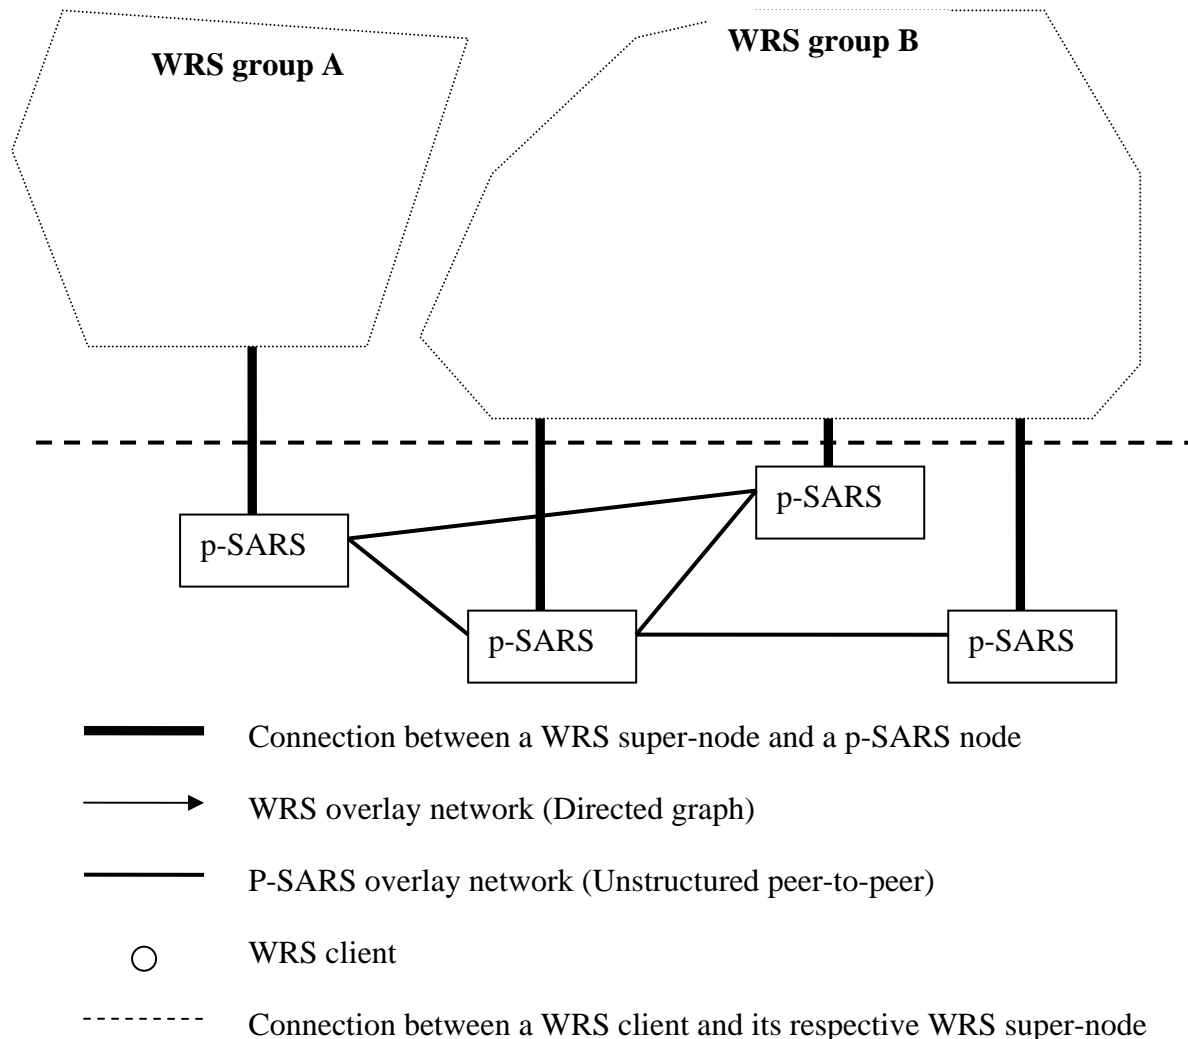 WRS group A
WRS group B
p-SARS
p-SARS
p-SARS
p-SARS
Connection between a WRS super-node and a p-SARS node
WRS overlay network (Directed graph)
P-SARS overlay network (Unstructured peer-to-peer)
WRS client
Connection between a WRS client and its respective WRS super-node